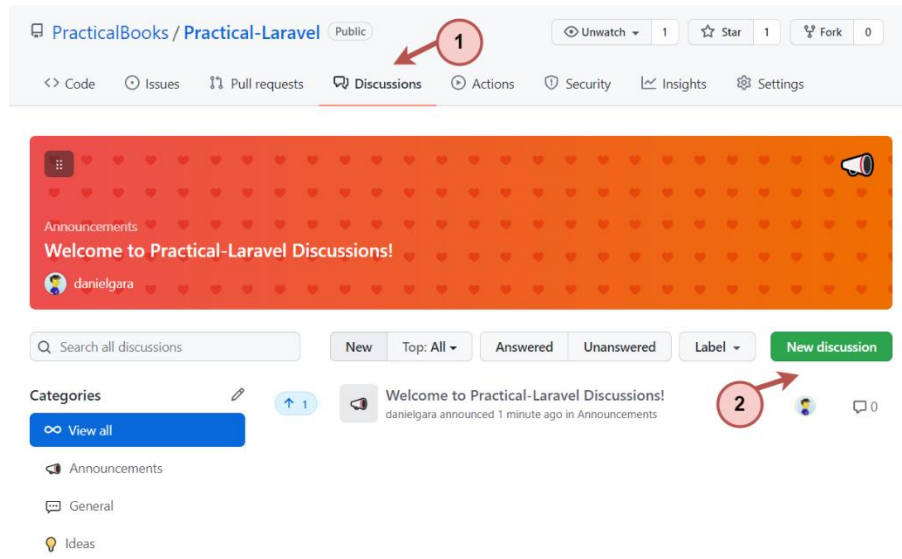 PracticalBooks / Practical-Laravel Public
1
Unwatch 1 Star 1 Fork 0
Code Issues Pull requests Discussions Actions Security Insights Settings
Announcements
Welcome to Practical-Laravel Discussions!
danielgara
Search all discussions New Top: All Answered Unanswered Label New discussion
Categories
1
Welcome to Practical-Laravel Discussions!
danielgara announced 1 minute ago in Announcements
2
0
View all
Announcements
General
Ideas